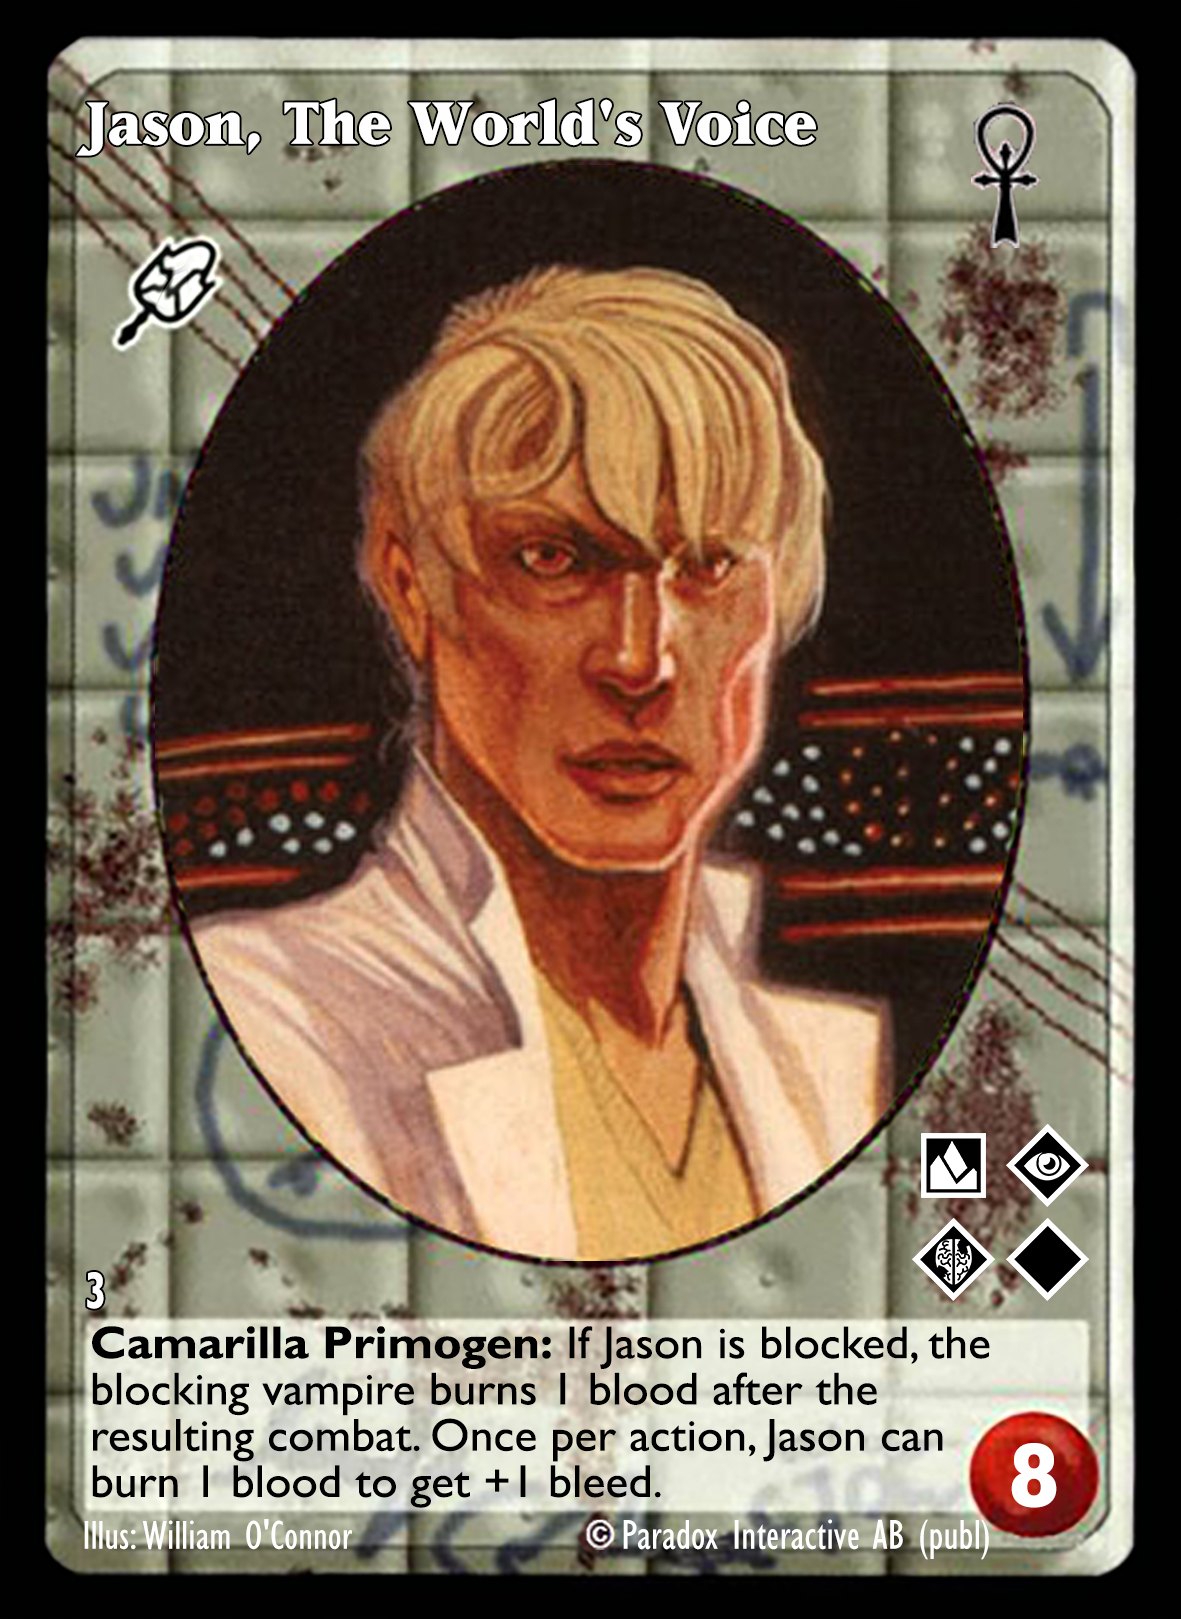 Jason, The World's Voice
3
Camarilla Primogen: If Jason is blocked, the
blocking vampire burns 1 blood after the
resulting combat. Once per action, Jason can
burn 1 blood to get +1 bleed.
8
Illus: William O'Connor © Paradox Interactive AB (publ)